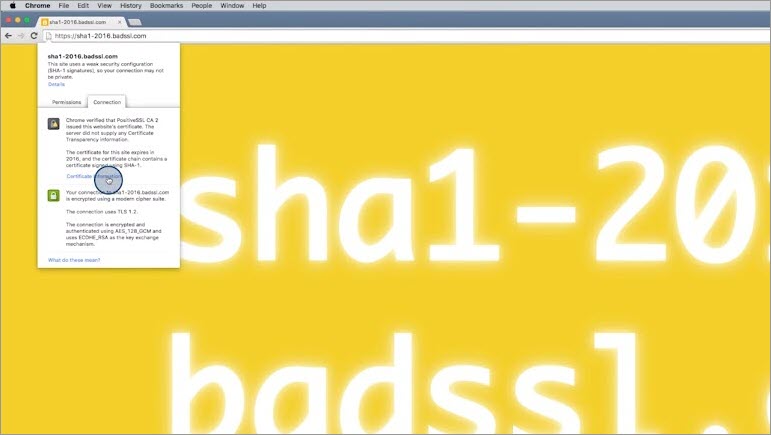 Chrome File Edit View History Bookmarks People Window Help
sha1-2016.badssl.com
https://sha1-2016.badssl.com
sha1-2016.badssl.com
This site uses a weak security configuration
(SHA-1 signatures), so your connection may not
be private.
Details
Permissions Connection
Chrome verified that PositiveSSL CA 2
issued this website's certificate. The
server did not supply any Certificate
Transparency information.
The certificate for this site expires in
2016, and the certificate chain contains a
certificate signed using SHA-1.
Certificate Information
Your connection to sha1-2016.badssl.com
is encrypted using a modern cipher suite.
The connection uses TLS 1.2.
The connection is encrypted and
authenticated using AES_128_GCM and
uses ECDHE_RSA as the key exchange
mechanism.
What do these mean?
sha1-201
badssl.c